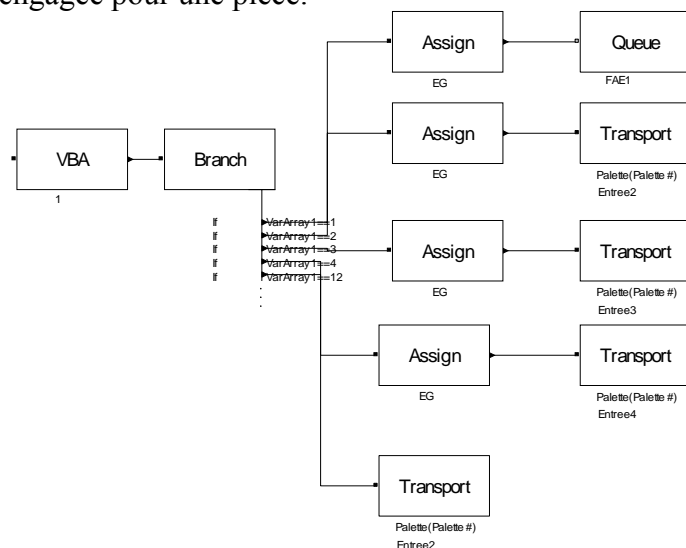 engagée pour une pièce.
Assign
Queue
EG
FAE1
Assign
Transport
VBA
Branch
EG
Palette(Palette #)
Entree2
1
If VarArray1==1
If VarArray1==2
If VarArray1==3
If VarArray1==4
If VarArray1==12
Assign
Transport
EG
Palette(Palette #)
Entree3
Assign
Transport
EG
Palette(Palette #)
Entree4
Transport
Palette(Palette #)
Entree2